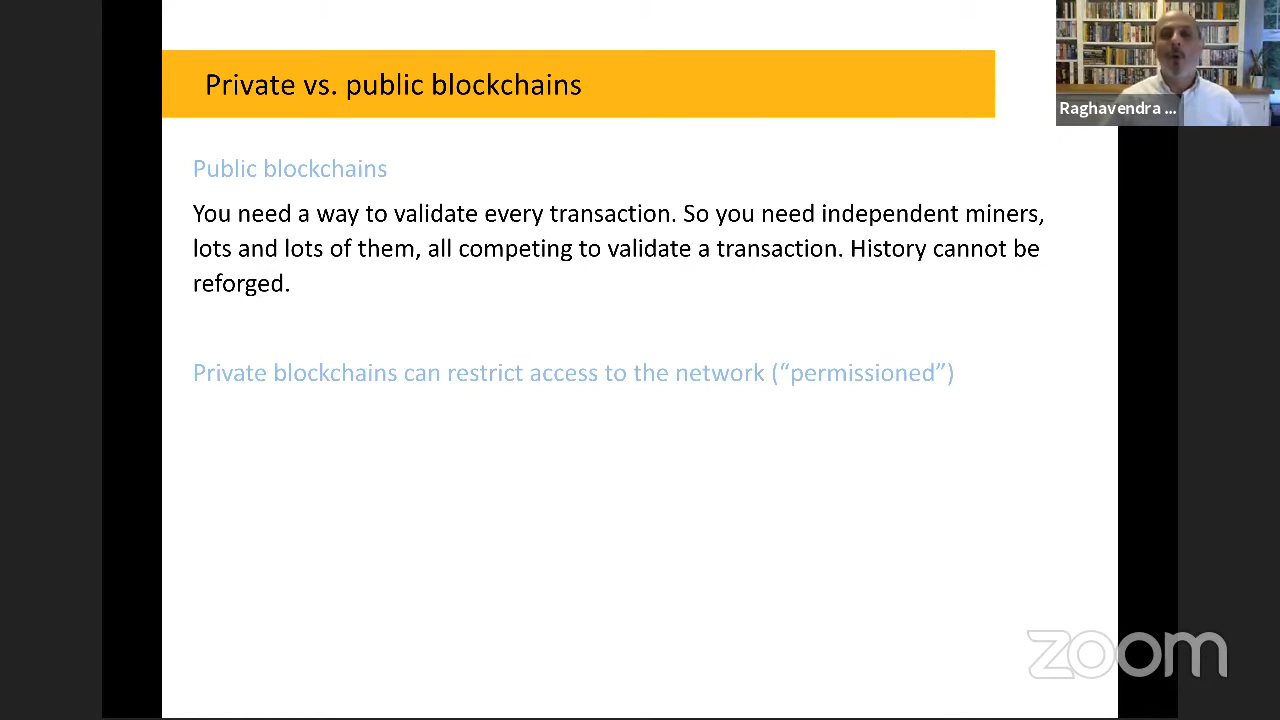 Private vs. public blockchains
Raghavendra ...
Public blockchains
You need a way to validate every transaction. So you need independent miners,
lots and lots of them, all competing to validate a transaction. History cannot be
reforged.
Private blockchains can restrict access to the network (“permissioned”)
zoom